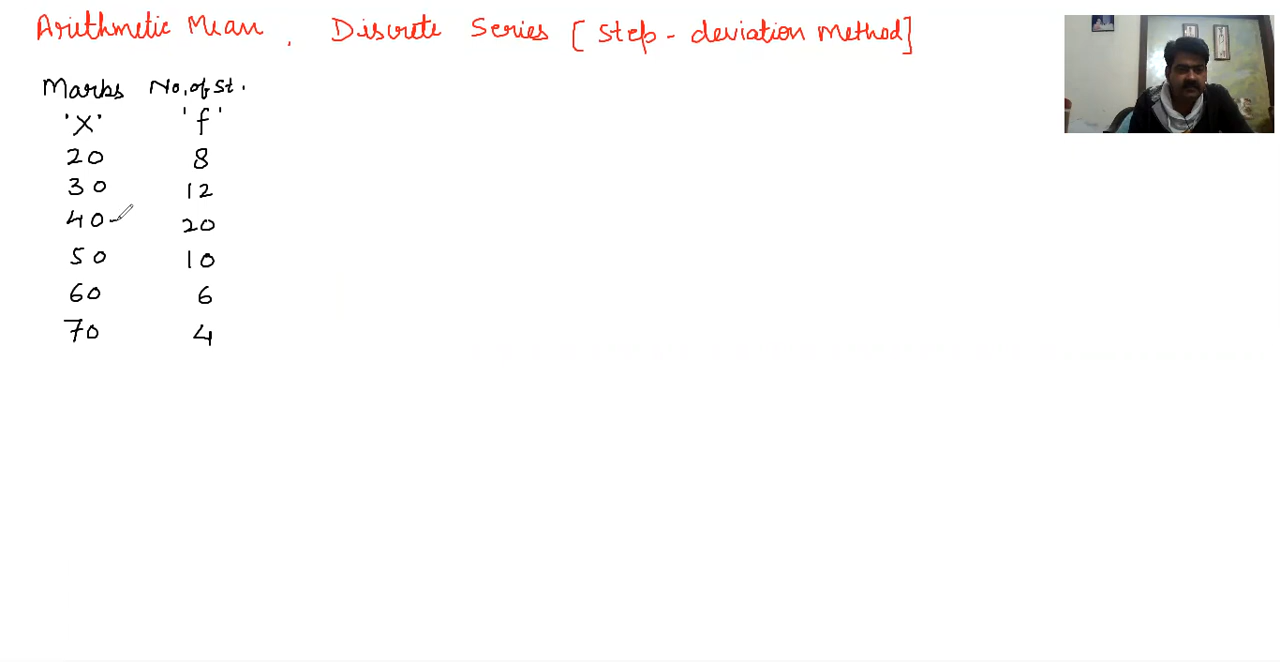 Arithmetic Mean, Discrete Series [Step-deviation Method]
Marks No. of St.
'X' 'f'
20 8
30 12
40 20
50 10
60 6
70 4